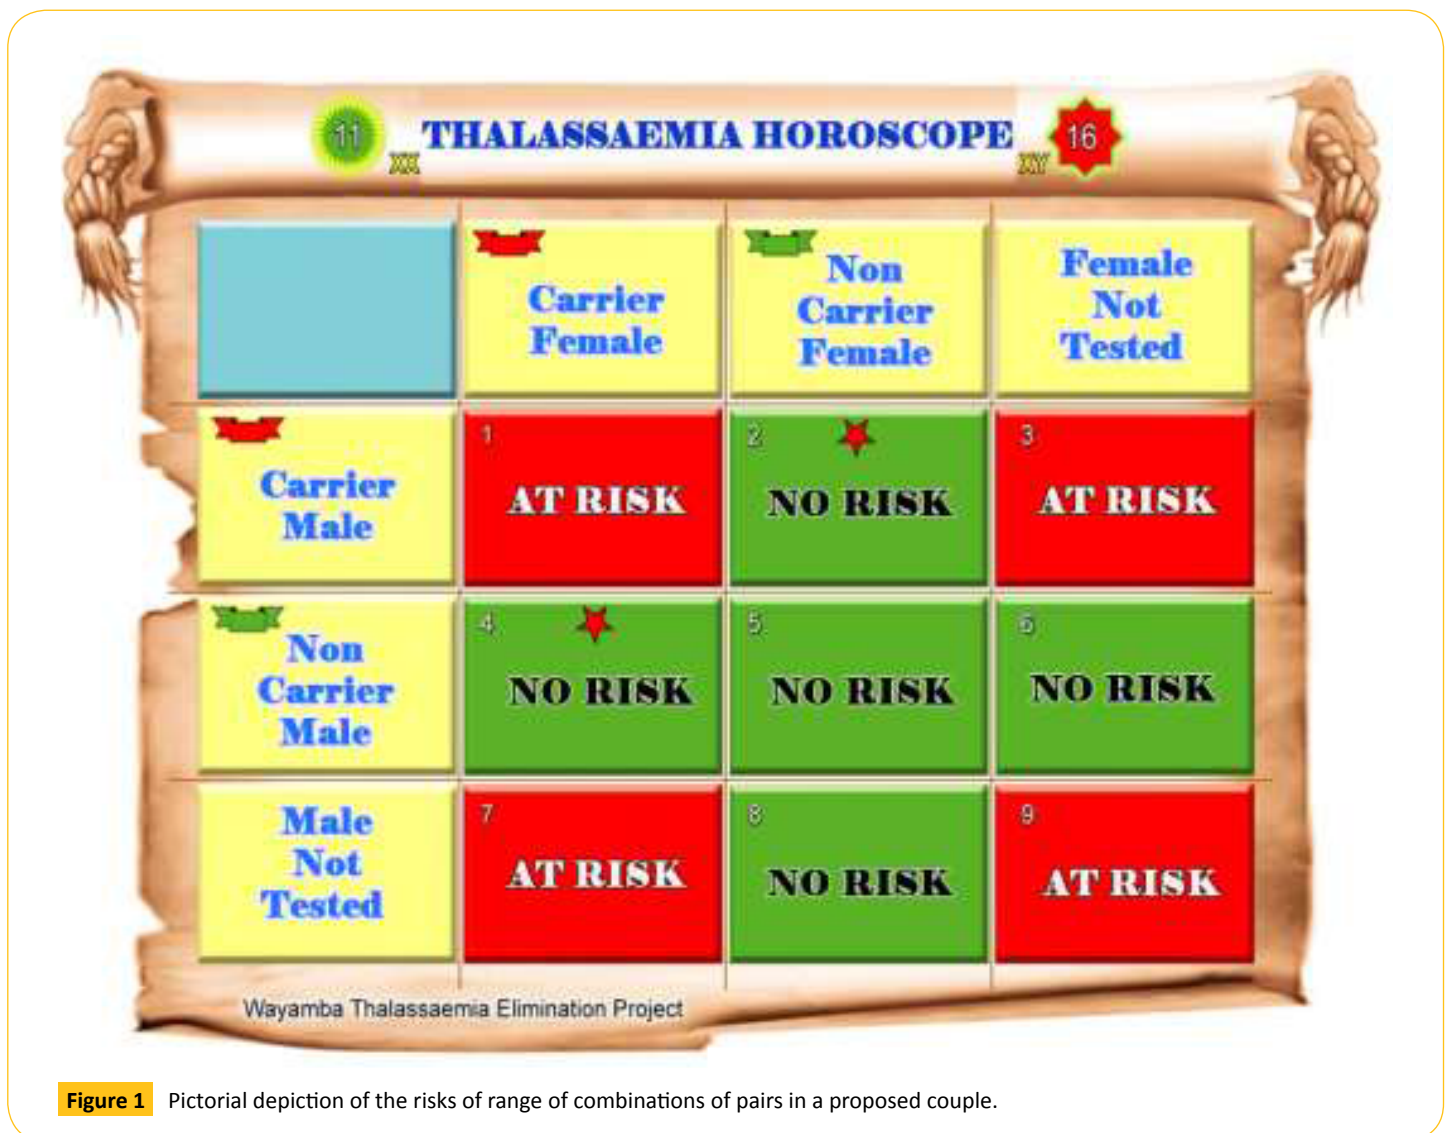 11 XX THALASSAEMIA HOROSCOPE XY 16
Carrier
Female
Non
Carrier
Female
Female
Not
Tested
Carrier
Male
1
AT RISK
2
NO RISK
3
AT RISK
Non
Carrier
Male
4
NO RISK
5
NO RISK
6
NO RISK
Male
Not
Tested
7
AT RISK
8
NO RISK
9
AT RISK
Wayamba Thalassaemia Elimination Project
Figure 1 Pictorial depiction of the risks of range of combinations of pairs in a proposed couple.